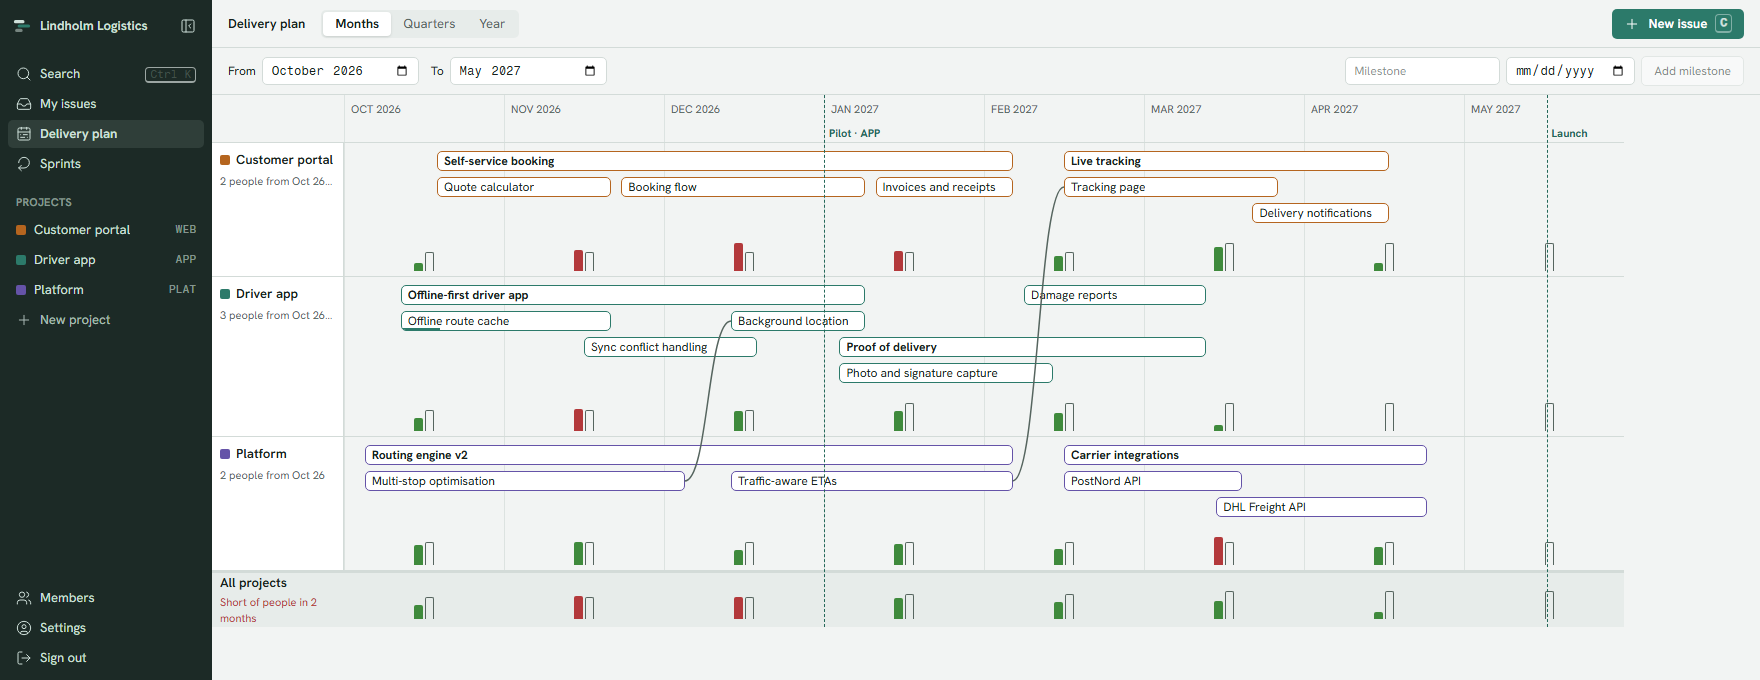 Lindholm Logistics
Search
Ctrl K
My issues
Delivery plan
Sprints
PROJECTS
Customer portal WEB
Driver app APP
Platform PLAT
New project
Members
Settings
Sign out
Delivery plan Months Quarters Year
New issue C
From October 2026 To May 2027
Milestone mm/dd/yyyy Add milestone
OCT 2026 NOV 2026 DEC 2026 JAN 2027 FEB 2027 MAR 2027 APR 2027 MAY 2027
Pilot · APP Launch
Customer portal
2 people from Oct 26...
Self-service booking Live tracking
Quote calculator Booking flow Invoices and receipts Tracking page
Delivery notifications
Driver app
3 people from Oct 26...
Offline-first driver app Damage reports
Offline route cache Background location
Sync conflict handling Proof of delivery
Photo and signature capture
Platform
2 people from Oct 26
Routing engine v2 Carrier integrations
Multi-stop optimisation Traffic-aware ETAs PostNord API
DHL Freight API
All projects
Short of people in 2
months